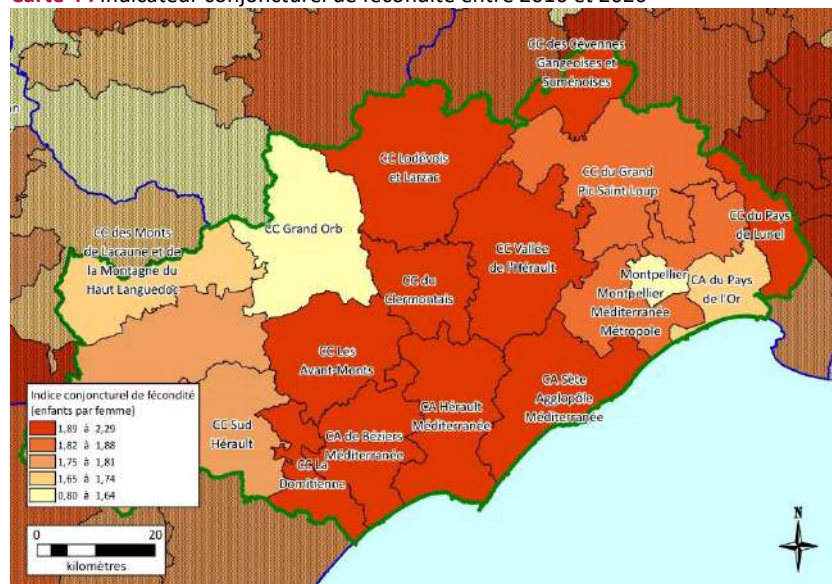 Carte 4 : Indicateur conjoncturel de fécondité entre 2016 et 2020
CC des Cévennes
Gangeoises et
Suménoises
CC Lodévois
et Larzac
CC du Grand
Pic Saint Loup
CC du Pays
de Lunel
CC Grand Orb
CC des Monts
de Lacaune et de
la Montagne du
Haut Languedoc
CC Vallée
de l'Hérault
CC du
Clermontais
Montpellier
Montpellier
Méditerranée
Métropole
CA du Pays
de l'Or
CC Les
Avant-Monts
CA Sète
Agglopôle
Méditerranée
CA Hérault
Méditerranée
CA de Béziers
Méditerranée
CC Sud
Hérault
CC La
Domitienne
Indice conjoncturel de fécondité
(enfants par femme)
1,89 à 2,29
1,82 à 1,88
1,75 à 1,81
1,65 à 1,74
0,80 à 1,64
0 20
kilomètres
N